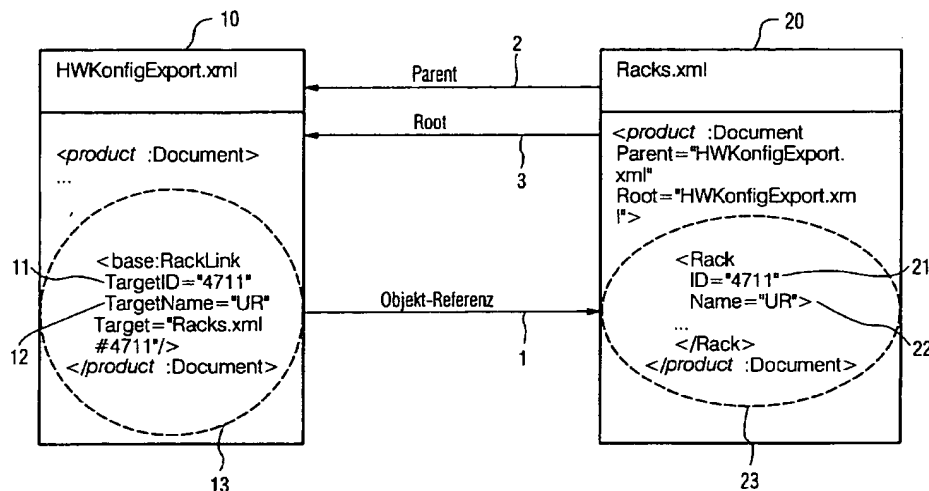 10
2
20
HWKonfigExport.xml
Parent
Racks.xml
Root
3
<product :Document>
...
<product :Document
Parent="HWKonfigExport.
xml"
Root="HWKonfigExport.xm
l">
11
<base:RackLink
TargetID="4711"
12
TargetName="UR"
Target="Racks.xml
#4711"/>
</product :Document>
Objekt-Referenz
1
<Rack
ID="4711"
21
Name="UR">
22
...
</Rack>
</product :Document>
13
23